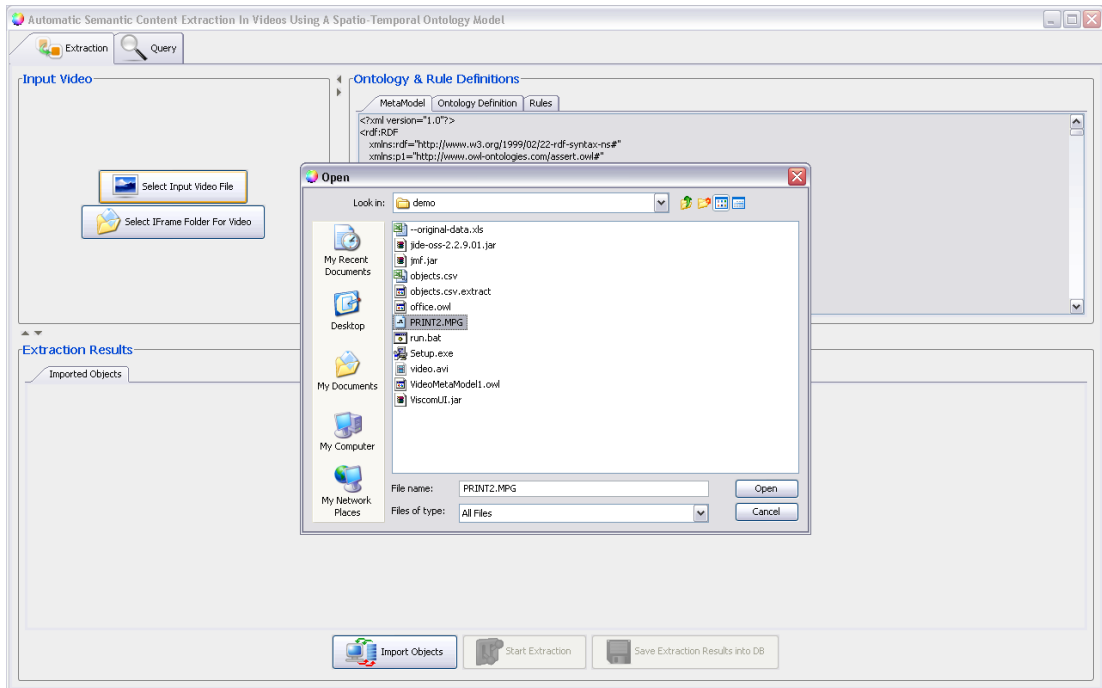 Automatic Semantic Content Extraction In Videos Using A Spatio-Temporal Ontology Model
Extraction
Query
Input Video
Select Input Video File
Select IFrame Folder For Video
Ontology & Rule Definitions
MetaModel
Ontology Definition
Rules
<?xml version="1.0"?>
<rdf:RDF
xmlns:rdf="http://www.w3.org/1999/02/22-rdf-syntax-ns#"
xmlns:p1="http://www.owl-ontologies.com/assert.owl#"
Open
Look in:
demo
My Recent
Documents
Desktop
My Documents
My Computer
My Network
Places
--original-data.xls
jide-oss-2.2.9.01.jar
jmf.jar
objects.csv
objects.csv.extract
office.owl
PRINT2.MPG
run.bat
Setup.exe
video.avi
VideoMetaModel1.owl
ViscomUI.jar
File name:
PRINT2.MPG
Open
Files of type:
All Files
Cancel
Extraction Results
Imported Objects
Import Objects
Start Extraction
Save Extraction Results into DB